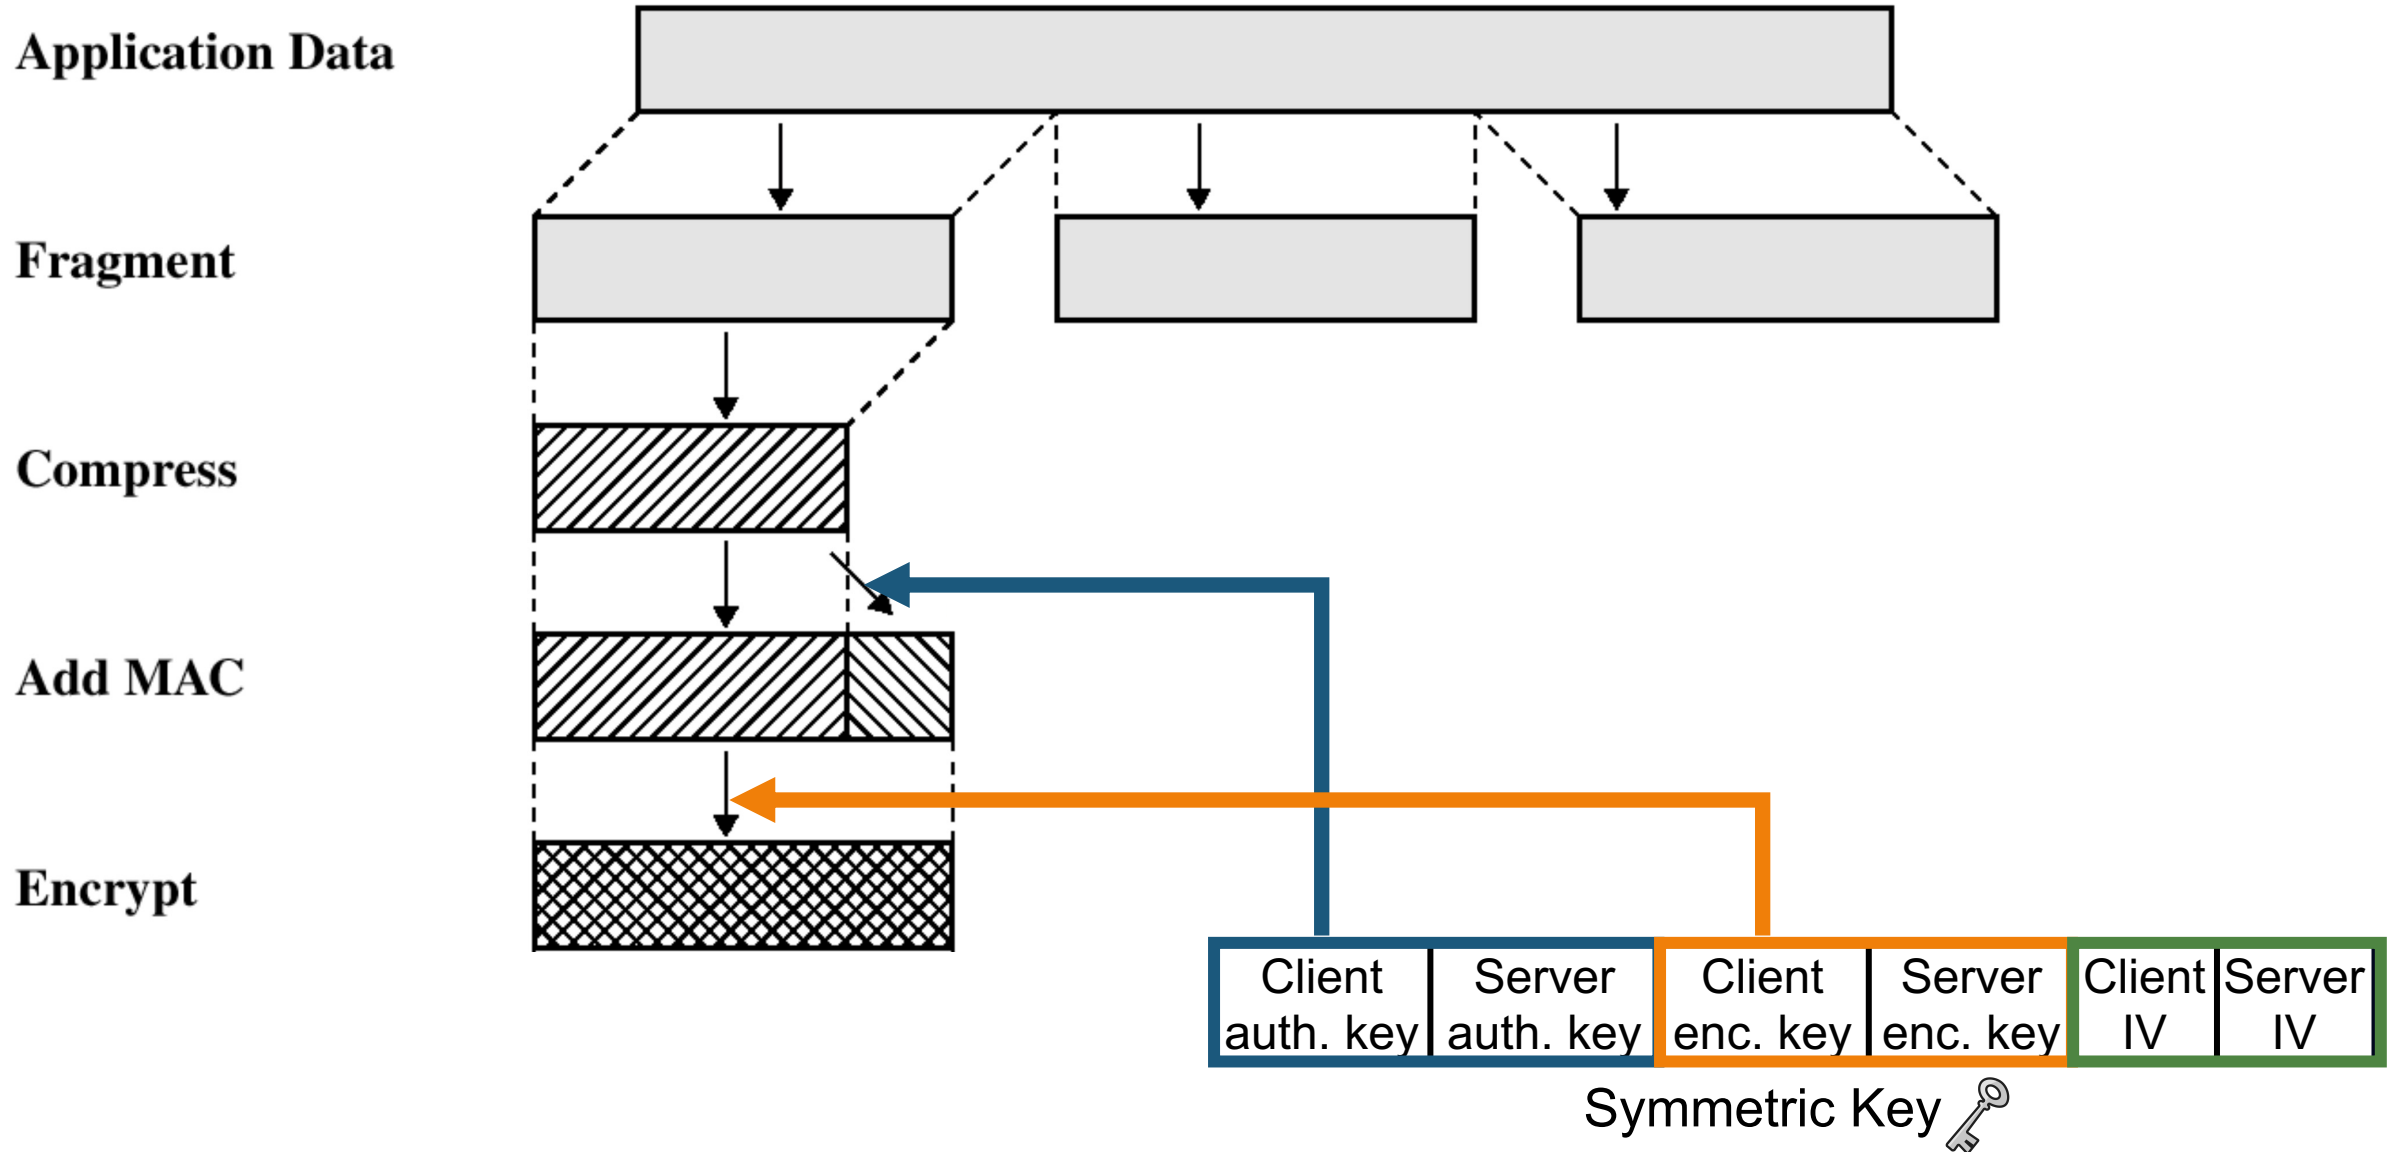 Application Data
Fragment
Compress
Add MAC
Encrypt
Client Server Client Server Client Server
auth. key auth. key enc. key enc. key IV IV
Symmetric Key